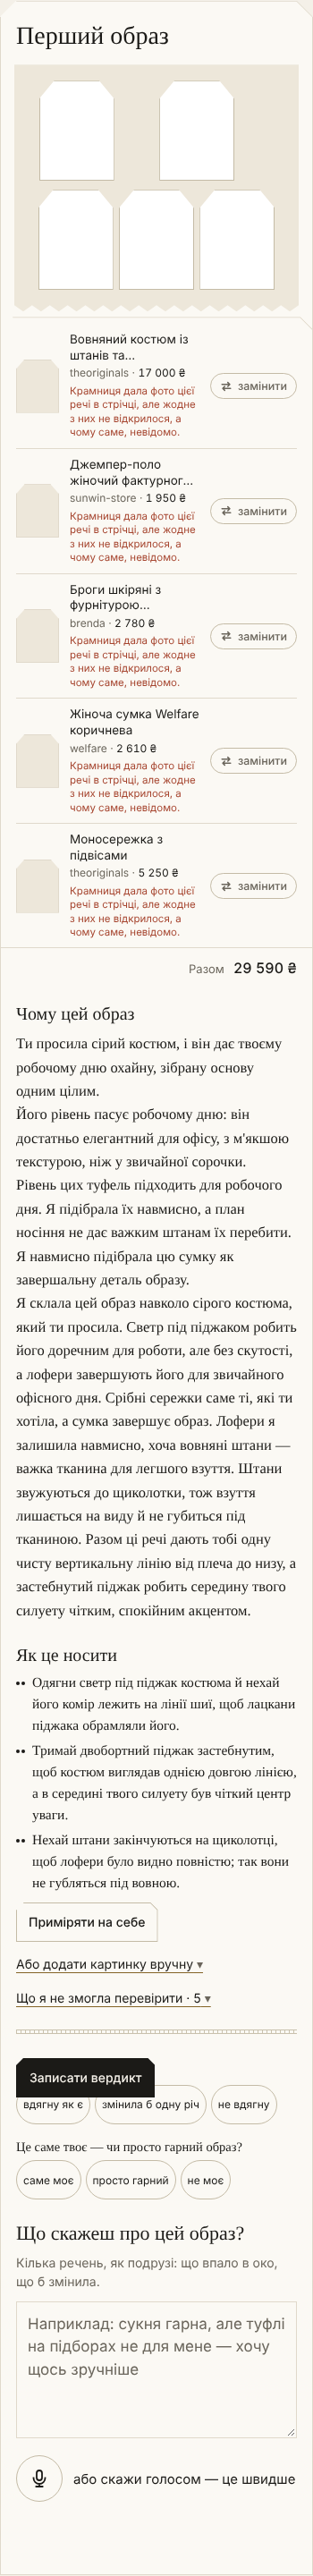 Перший образ
Вовняний костюм із
штанів та...
theoriginals · 17 000 ₴
Крамниця дала фото цієї
речі в стрічці, але жодне
з них не відкрилося, а
чому саме, невідомо.
замінити
Джемпер-поло
жіночий фактурног...
sunwin-store · 1 950 ₴
Крамниця дала фото цієї
речі в стрічці, але жодне
з них не відкрилося, а
чому саме, невідомо.
замінити
Броги шкіряні з
фурнітурою...
brenda · 2 780 ₴
Крамниця дала фото цієї
речі в стрічці, але жодне
з них не відкрилося, а
чому саме, невідомо.
замінити
Жіноча сумка Welfare
коричнева
welfare · 2 610 ₴
Крамниця дала фото цієї
речі в стрічці, але жодне
з них не відкрилося, а
чому саме, невідомо.
замінити
Моносережка з
підвісами
theoriginals · 5 250 ₴
Крамниця дала фото цієї
речі в стрічці, але жодне
з них не відкрилося, а
чому саме, невідомо.
замінити
Разом 29 590 ₴
Чому цей образ
Ти просила сірий костюм, і він дає твоєму
робочому дню охайну, зібрану основу
одним цілим.
Його рівень пасує робочому дню: він
достатньо елегантний для офісу, з м'якшою
текстурою, ніж у звичайної сорочки.
Рівень цих туфель підходить для робочого
дня. Я підібрала їх навмисно, а план
носіння не дає важким штанам їх перебити.
Я навмисно підібрала цю сумку як
завершальну деталь образу.
Я склала цей образ навколо сірого костюма,
який ти просила. Светр під піджаком робить
його доречним для роботи, але без скутості,
а лофери завершують його для звичайного
офісного дня. Срібні сережки саме ті, які ти
хотіла, а сумка завершує образ. Лофери я
залишила навмисно, хоча вовняні штани —
важка тканина для легшого взуття. Штани
звужуються до щиколотки, тож взуття
лишається на виду й не губиться під
тканиною. Разом ці речі дають тобі одну
чисту вертикальну лінію від плеча до низу, а
застебнутий піджак робить середину твого
силуету чітким, спокійним акцентом.
Як це носити
Одягни светр під піджак костюма й нехай
його комір лежить на лінії шиї, щоб лацкани
піджака обрамляли його.
Тримай двобортний піджак застебнутим,
щоб костюм виглядав однією довгою лінією,
а в середині твого силуету був чіткий центр
уваги.
Нехай штани закінчуються на щиколотці,
щоб лофери було видно повністю; так вони
не губляться під вовною.
Приміряти на себе
Або додати картинку вручну ▾
Що я не змогла перевірити · 5 ▾
Записати вердикт
вдягну як є
змінила б одну річ
не вдягну
Це саме твоє — чи просто гарний образ?
саме моє
просто гарний
не моє
Що скажеш про цей образ?
Кілька речень, як подрузі: що впало в око,
що б змінила.
Наприклад: сукня гарна, але туфлі
на підборах не для мене — хочу
щось зручніше
або скажи голосом — це швидше